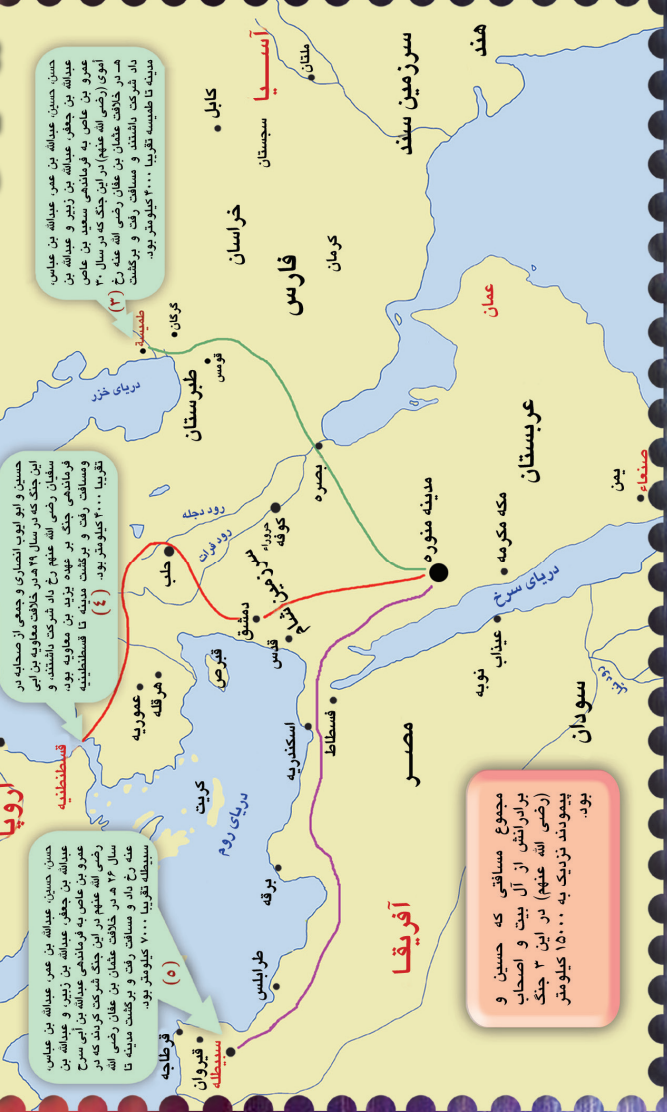 حسن، حسین، عبدالله بن عمر، عبدالله بن عباس،
عبدالله بن جعفر، عبدالله بن زبیر و عبدالله بن
عمرو بن عاص به فرماندهی سعید بن عاص
أموی (رضی الله عنهم) در این جنگ که در سال ۳۰
هـ در خلافت عثمان بن عفان رضی الله عنه رخ
داد شرکت داشتند و مسافت رفت و برگشت
مدینه تا طمیسه تقریبا ۴۰۰۰ کیلومتر بود.
(۳)
حسین و ابو ایوب انصاری و جمعی از صحابه در
این جنگ که در سال ۴۹ هـ در خلافت معاویه بن ابی
سفیان رضی الله عنهم رخ داد شرکت داشتند، و
فرماندهی جنگ بر عهده یزید بن معاویه بود،
ومسافت رفت و برگشت مدینه تا قسطنطینیه
تقریبا ۴۰۰۰ کیلومتر بود.
(۴)
حسن، حسین، عبدالله بن عمر، عبدالله بن عباس،
عبدالله بن جعفر، عبدالله بن زبیر، و عبدالله بن
عمرو بن عاص به فرماندهی عبدالله بن أبی سرح
رضی الله عنهم در این جنگ شرکت کردند که در
سال ۲۶ هـ در خلافت عثمان بن عفان رضی الله
عنه رخ داد و مسافت رفت و برگشت مدینه تا
سبیطله تقریبا ۷۰۰۰ کیلومتر بود.
(۵)
آسـیـا
ملتان
هند
سرزمین سند
کابل
سجستان
خراسان
فارس
کرمان
طمیسة
گرگان
قومس
طبرستان
دریای خزر
عمان
عربستان
صنعاء
یمن
بصره
کوفه
حروراء
رود دجله
رود فرات
مدینه منوره
مکه مکرمه
دریای سرخ
حلب
دمشق
سرزمین شام
قدس
قبرص
هرقله
عموریه
قسطنطنیه
اروپا
کریت
دریای روم
اسکندریه
فسطاط
مصـر
عیذاب
نوبه
سودان
رود نیل
برقه
طرابلس
آفریقا
قرطاجه
قیروان
سبیطله
مجموع مسافتی که حسین و
برادرانش از آل بیت و اصحاب
(رضی الله عنهم) در این ۳ جنگ
پیمودند نزدیک به ۱۵۰۰۰ کیلومتر
بود.